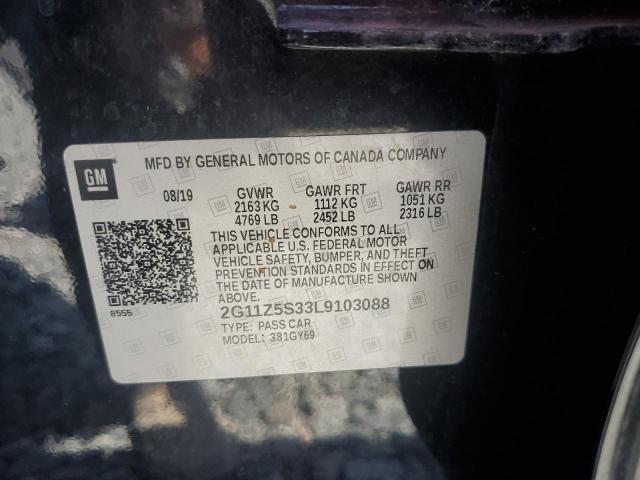 GM
MFD BY GENERAL MOTORS OF CANADA COMPANY
08/19 GVWR GAWR FRT GAWR RR
2163 KG 1112 KG 1051 KG
4769 LB 2452 LB 2316 LB
THIS VEHICLE CONFORMS TO ALL
APPLICABLE U.S. FEDERAL MOTOR
VEHICLE SAFETY, BUMPER, AND THEFT
PREVENTION STANDARDS IN EFFECT ON
THE DATE OF MANUFACTURE SHOWN
ABOVE.
8555
2G11Z5S33L9103088
TYPE: PASS CAR
MODEL: 381GY69